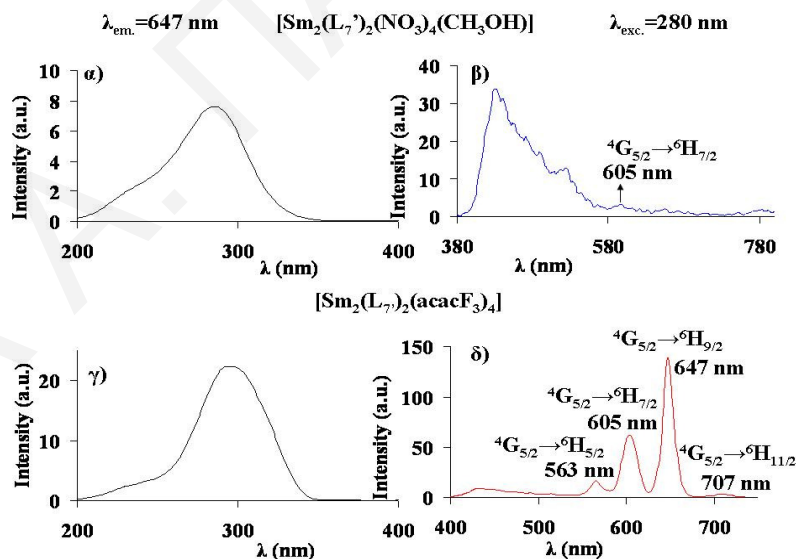 λem.=647 nm [Sm2(L7')2(NO3)4(CH3OH)] λexc.=280 nm
α)
Intensity (a.u.)
10
8
6
4
2
0
200 300 400
λ (nm)
β)
Intensity (a.u.)
40
30
20
10
0
4G5/2→6H7/2
605 nm
380 580 780
λ (nm)
[Sm2(L7')2(acacF3)4]
γ)
Intensity (a.u.)
20
0
200 300 400
λ (nm)
δ)
Intensity (a.u.)
150
100
50
0
4G5/2→6H9/2
647 nm
4G5/2→6H7/2
605 nm
4G5/2→6H5/2
563 nm
4G5/2→6H11/2
707 nm
400 500 600 700
λ (nm)